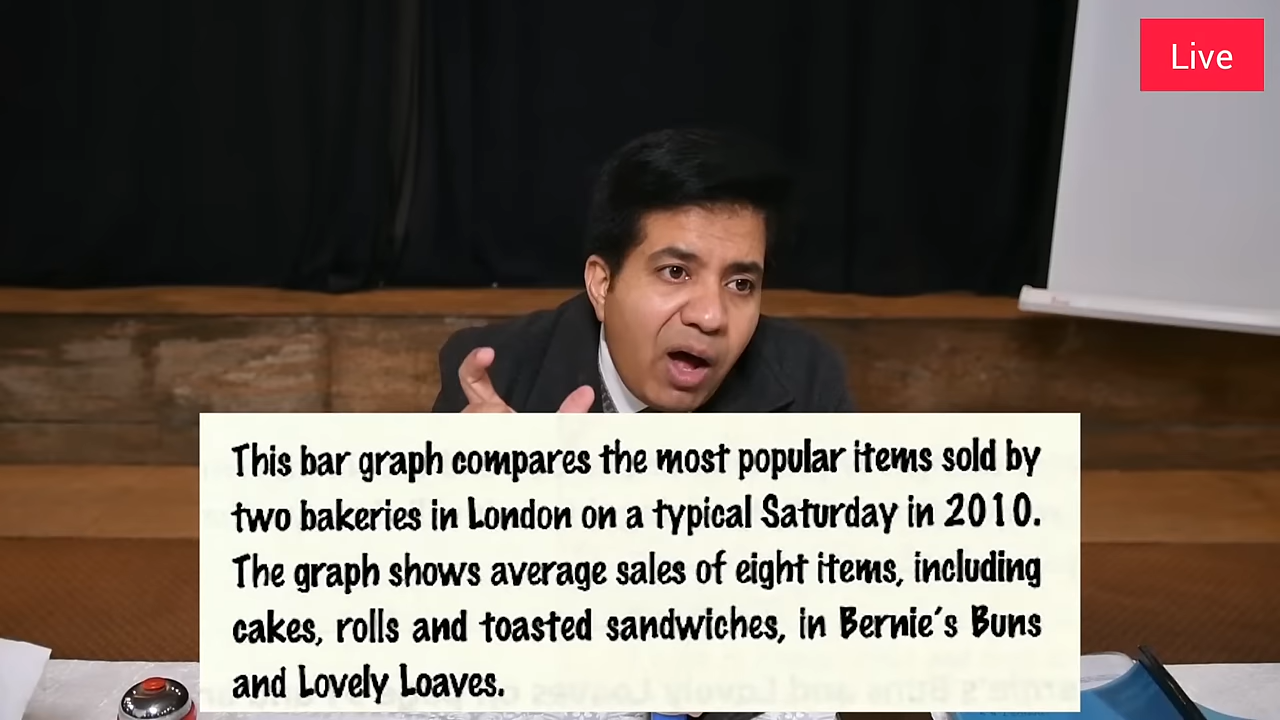 Live
This bar graph compares the most popular items sold by
two bakeries in London on a typical Saturday in 2010.
The graph shows average sales of eight items, including
cakes, rolls and toasted sandwiches, in Bernie's Buns
and Lovely Loaves.